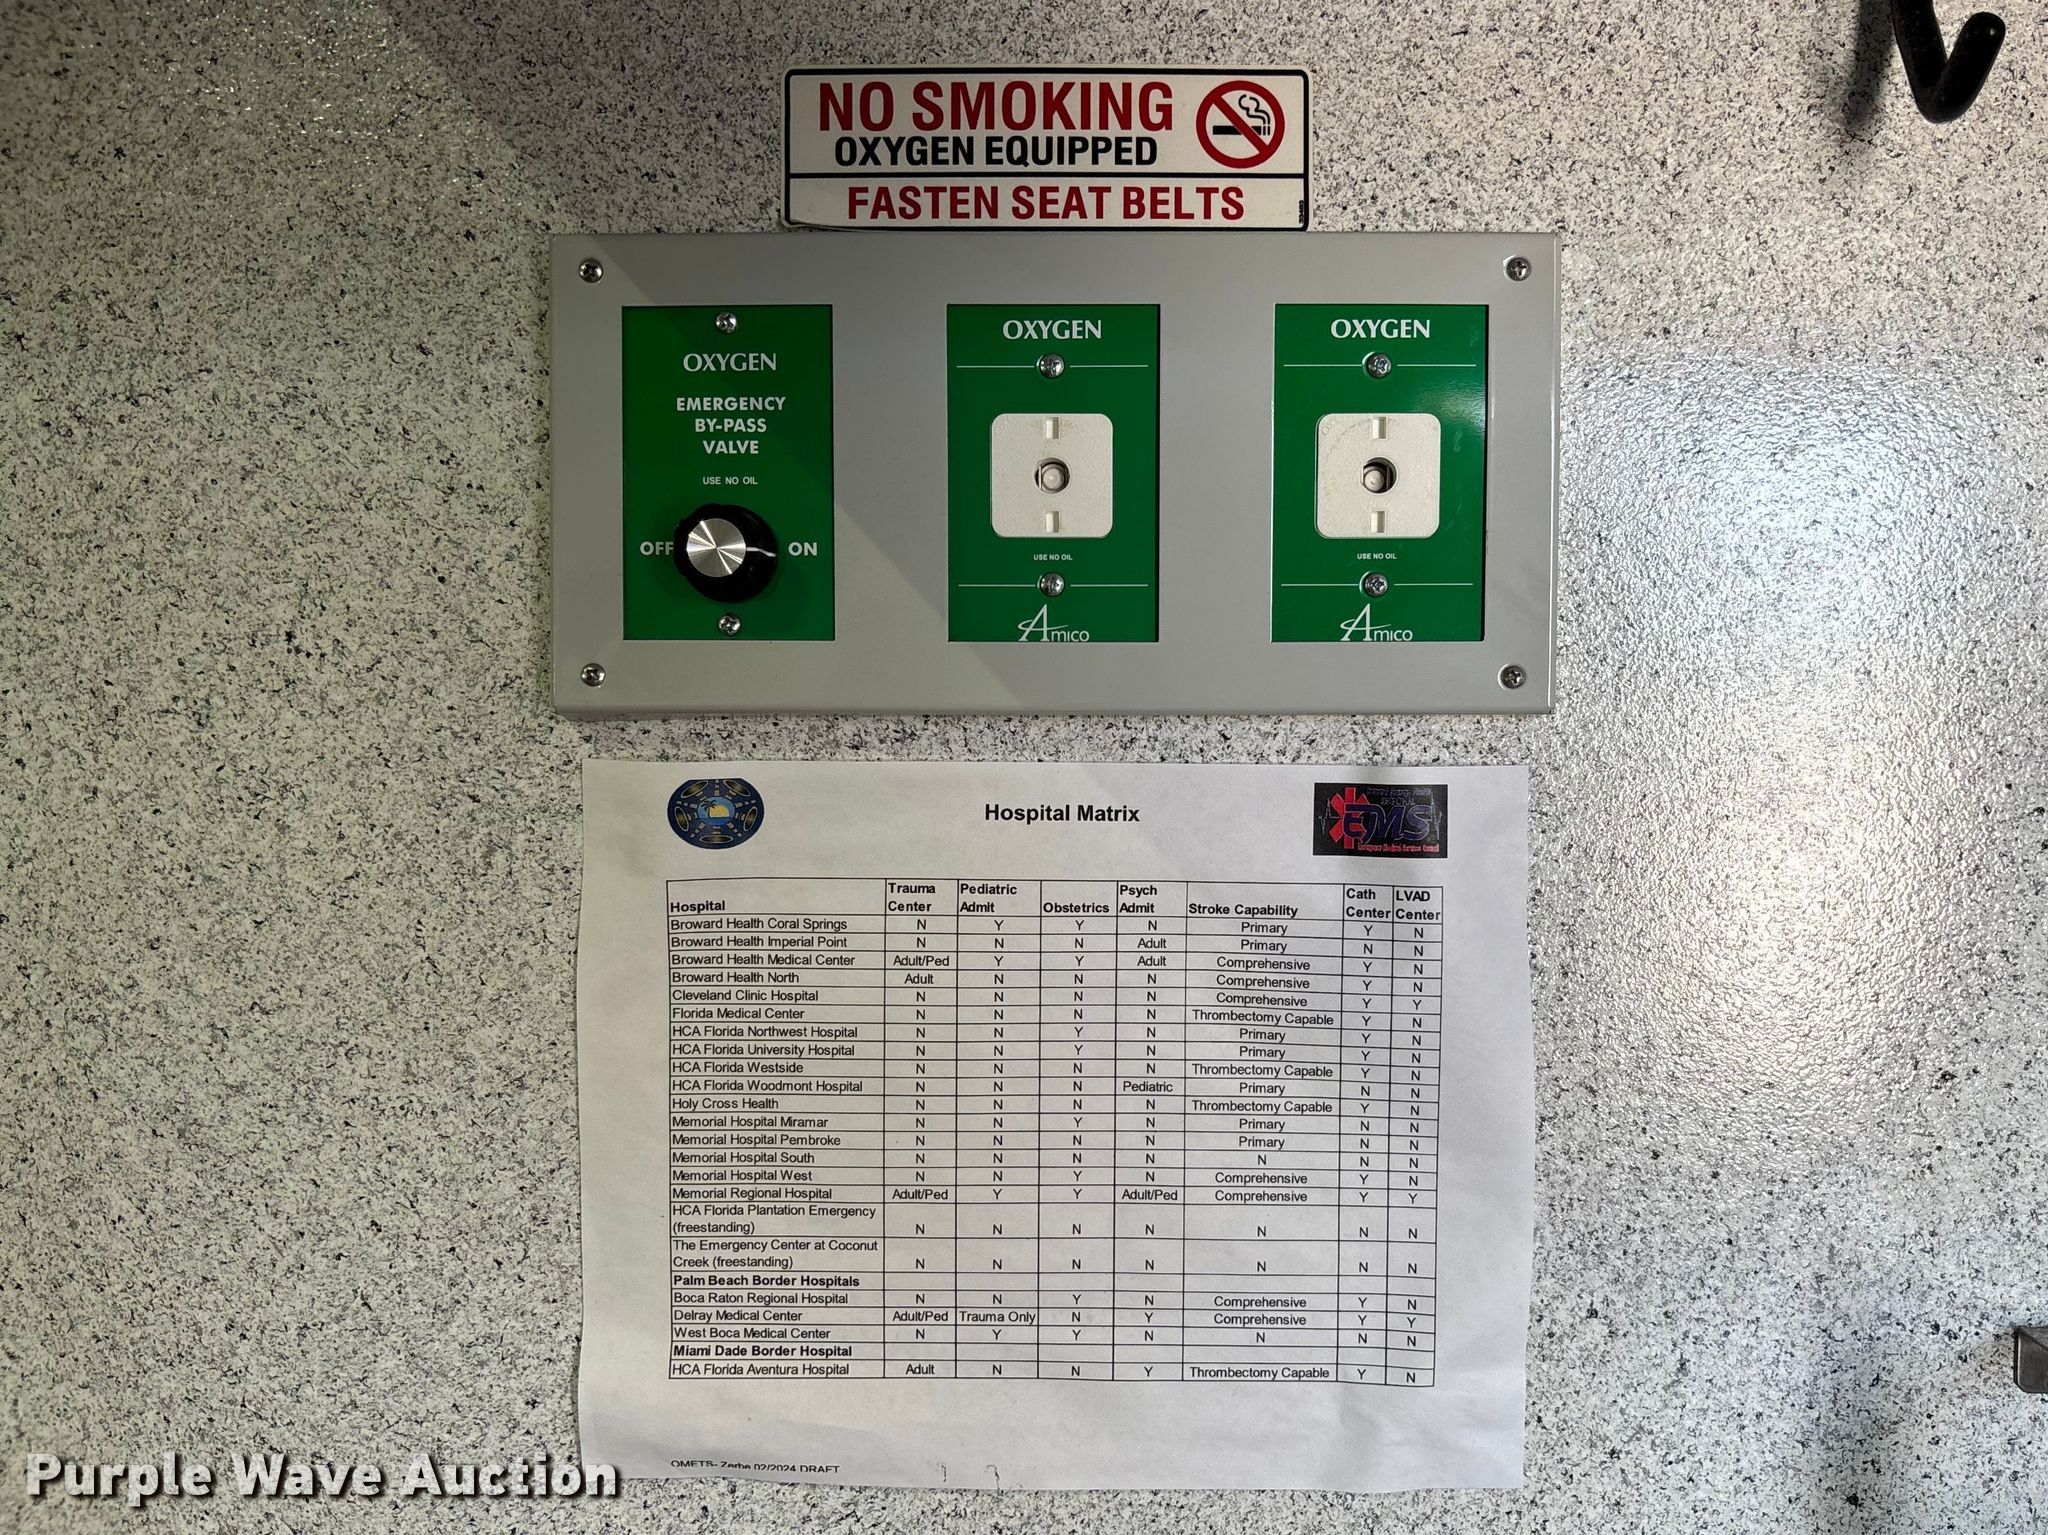 NO SMOKING
OXYGEN EQUIPPED
FASTEN SEAT BELTS
OXYGEN
EMERGENCY
BY-PASS
VALVE
USE NO OIL
OFF ON
OXYGEN
USE NO OIL
Amico
OXYGEN
USE NO OIL
Amico
Hospital Matrix
REGIONAL
EMS
Hospital Trauma Center Pediatric Admit Obstetrics Psych Admit Stroke Capability Cath Center LVAD Center
Broward Health Coral Springs N Y Y N Primary Y N
Broward Health Imperial Point N N N Adult Primary N N
Broward Health Medical Center Adult/Ped Y Y Adult Comprehensive Y N
Broward Health North Adult N N N Comprehensive Y N
Cleveland Clinic Hospital N N N N Comprehensive Y Y
Florida Medical Center N N N N Thrombectomy Capable Y N
HCA Florida Northwest Hospital N N Y N Primary Y N
HCA Florida University Hospital N N Y N Primary Y N
HCA Florida Westside N N N N Thrombectomy Capable Y N
HCA Florida Woodmont Hospital N N N Pediatric Primary N N
Holy Cross Health N N N N Thrombectomy Capable Y N
Memorial Hospital Miramar N N Y N Primary N N
Memorial Hospital Pembroke N N N N Primary N N
Memorial Hospital South N N N N N N N
Memorial Hospital West N N Y N Comprehensive Y N
Memorial Regional Hospital Adult/Ped Y Y Adult/Ped Comprehensive Y Y
HCA Florida Plantation Emergency
(freestanding) N N N N N N N
The Emergency Center at Coconut
Creek (freestanding) N N N N N N N
Palm Beach Border Hospitals
Boca Raton Regional Hospital N N Y N Comprehensive Y N
Delray Medical Center Adult/Ped Trauma Only N Y Comprehensive Y Y
West Boca Medical Center N Y Y N N N N
Miami Dade Border Hospital
HCA Florida Aventura Hospital Adult N N Y Thrombectomy Capable Y N
OMETS- Zerbe 02/2024 DRAFT
Purple Wave Auction